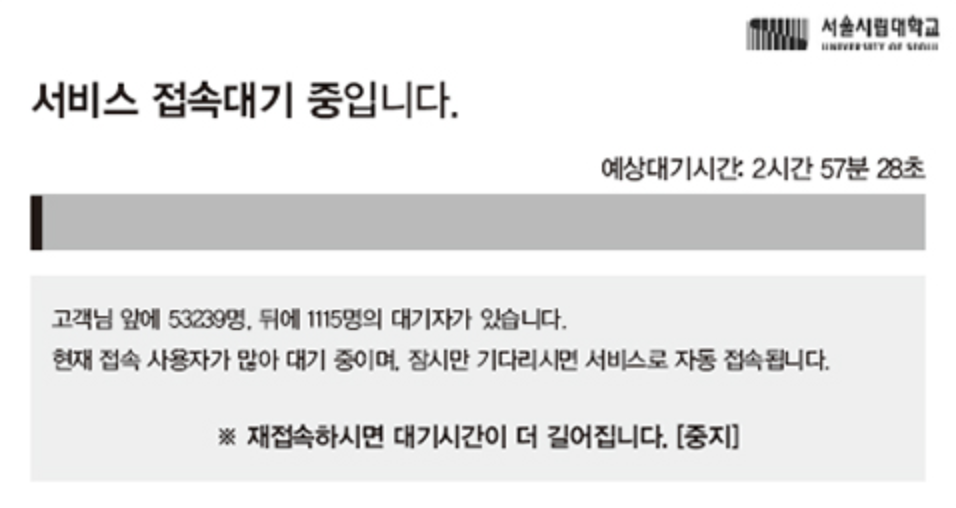 서울시립대학교
UNIVERSITY OF SEOUL
서비스 접속대기 중입니다.
예상대기시간: 2시간 57분 28초
고객님 앞에 53239명, 뒤에 1115명의 대기자가 있습니다.
현재 접속 사용자가 많아 대기 중이며, 잠시만 기다리시면 서비스로 자동 접속됩니다.
※ 재접속하시면 대기시간이 더 길어집니다. [중지]